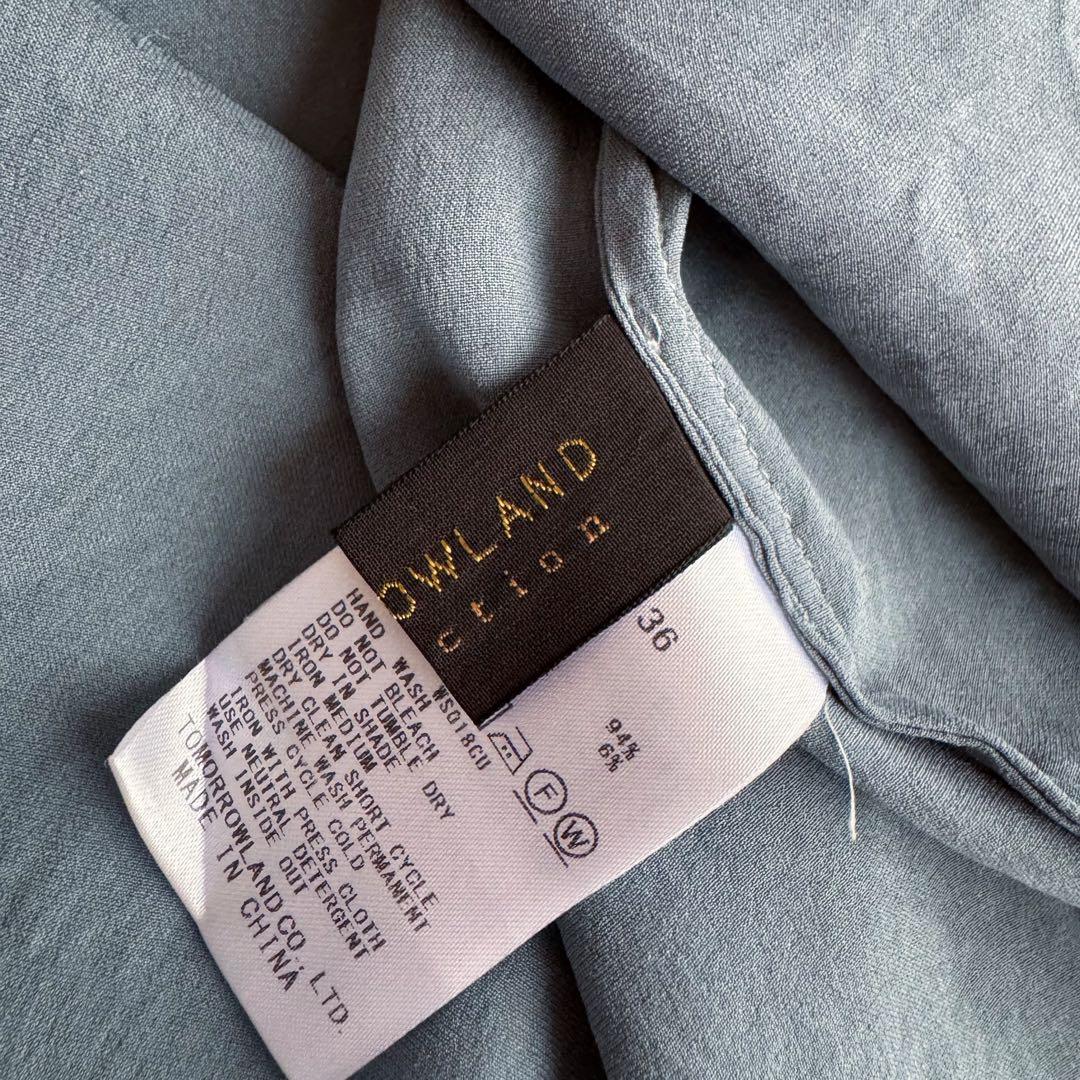 OWLAND
ction
36
94%
6%
F
W
WS018GU
HAND WASH
DO NOT BLEACH
DO NOT TUMBLE DRY
DRY IN SHADE
IRON MEDIUM
DRY CLEAN SHORT CYCLE
MACHINE WASH PERMANENT
PRESS CYCLE COLD
IRON WITH PRESS CLOTH
USE NEUTRAL DETERGENT
WASH INSIDE OUT
TOMORROWLAND CO., LTD.
MADE IN CHINA